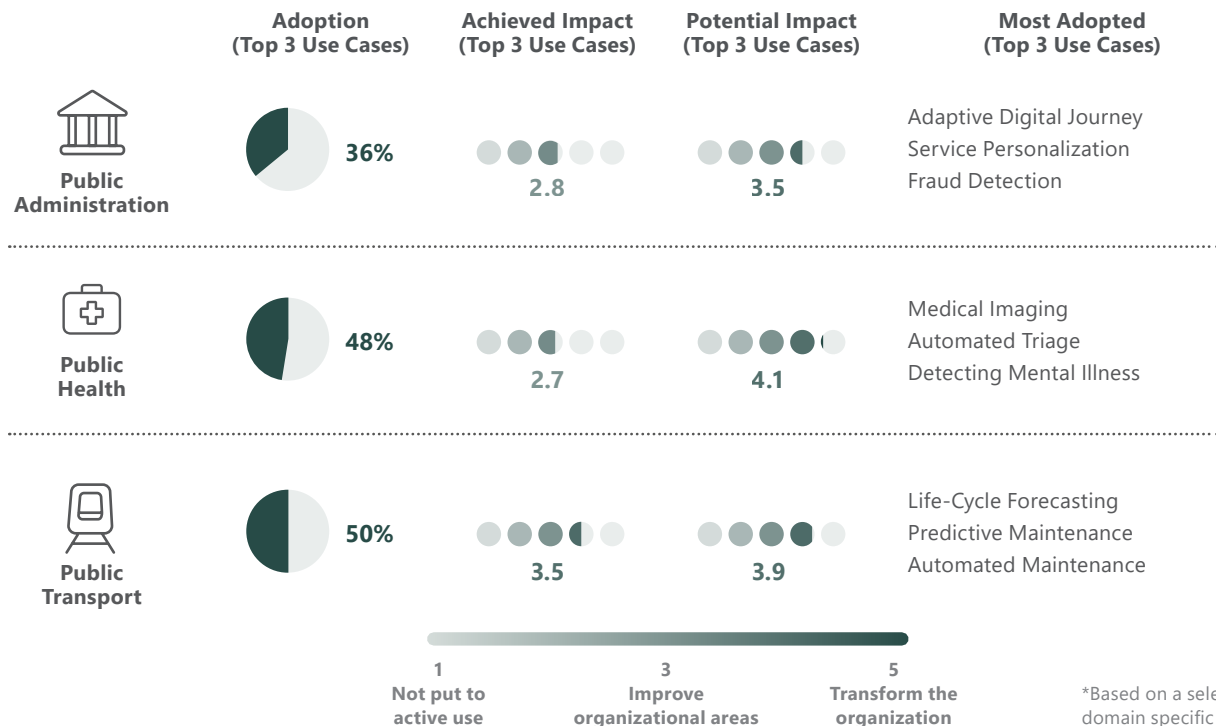 Adoption
(Top 3 Use Cases)
Achieved Impact
(Top 3 Use Cases)
Potential Impact
(Top 3 Use Cases)
Most Adopted
(Top 3 Use Cases)
Public
Administration
36%
2.8
3.5
Adaptive Digital Journey
Service Personalization
Fraud Detection
Public
Health
48%
2.7
4.1
Medical Imaging
Automated Triage
Detecting Mental Illness
Public
Transport
50%
3.5
3.9
Life-Cycle Forecasting
Predictive Maintenance
Automated Maintenance
1
Not put to
active use
3
Improve
organizational areas
5
Transform the
organization
*Based on a
domain specific